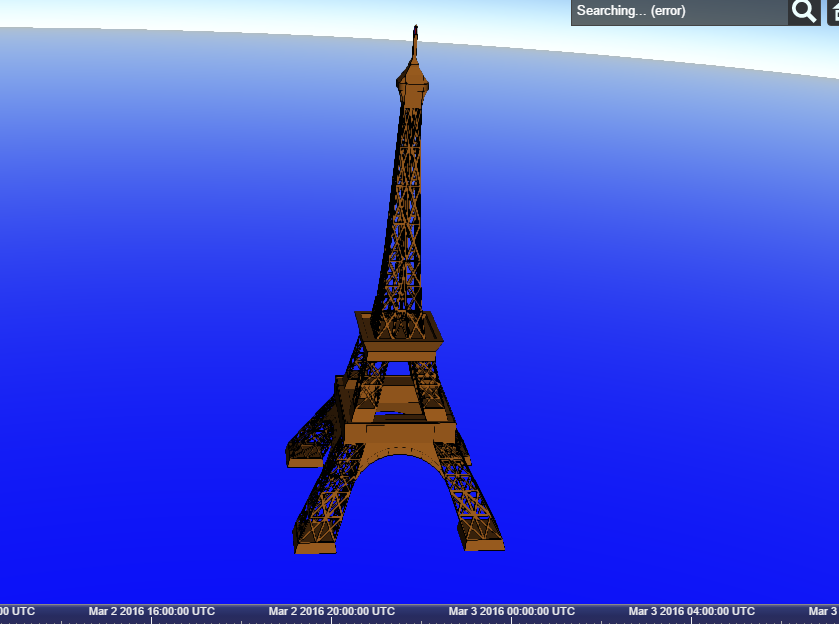 Searching... (error)
00 UTC
Mar 2 2016 16:00:00 UTC
Mar 2 2016 20:00:00 UTC
Mar 3 2016 00:00:00 UTC
Mar 3 2016 04:00:00 UTC
Mar 3